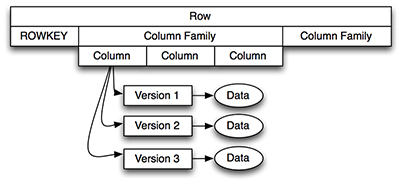 Row
ROWKEY Column Family Column Family
Column Column Column
Version 1 Data
Version 2 Data
Version 3 Data